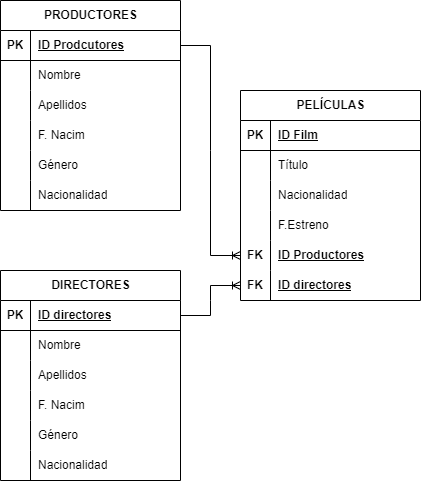 PRODUCTORES
PK ID Prodcutores
Nombre
Apellidos
F. Nacim
Género
Nacionalidad
PELÍCULAS
PK ID Film
Título
Nacionalidad
F.Estreno
FK ID Productores
FK ID directores
DIRECTORES
PK ID directores
Nombre
Apellidos
F. Nacim
Género
Nacionalidad